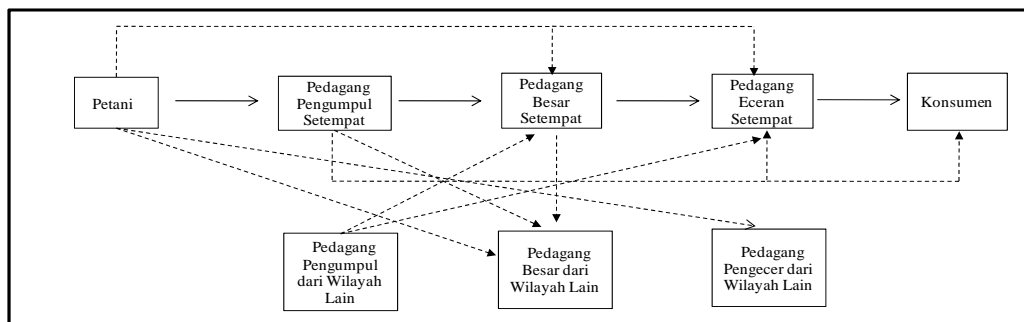 Petani
Pedagang
Pengumpul
Setempat
Pedagang
Besar
Setempat
Pedagang
Eceran
Setempat
Konsumen
Pedagang
Pengumpul
dari Wilayah
Lain
Pedagang
Besar dari
Wilayah Lain
Pedagang
Pengecer dari
Wilayah Lain